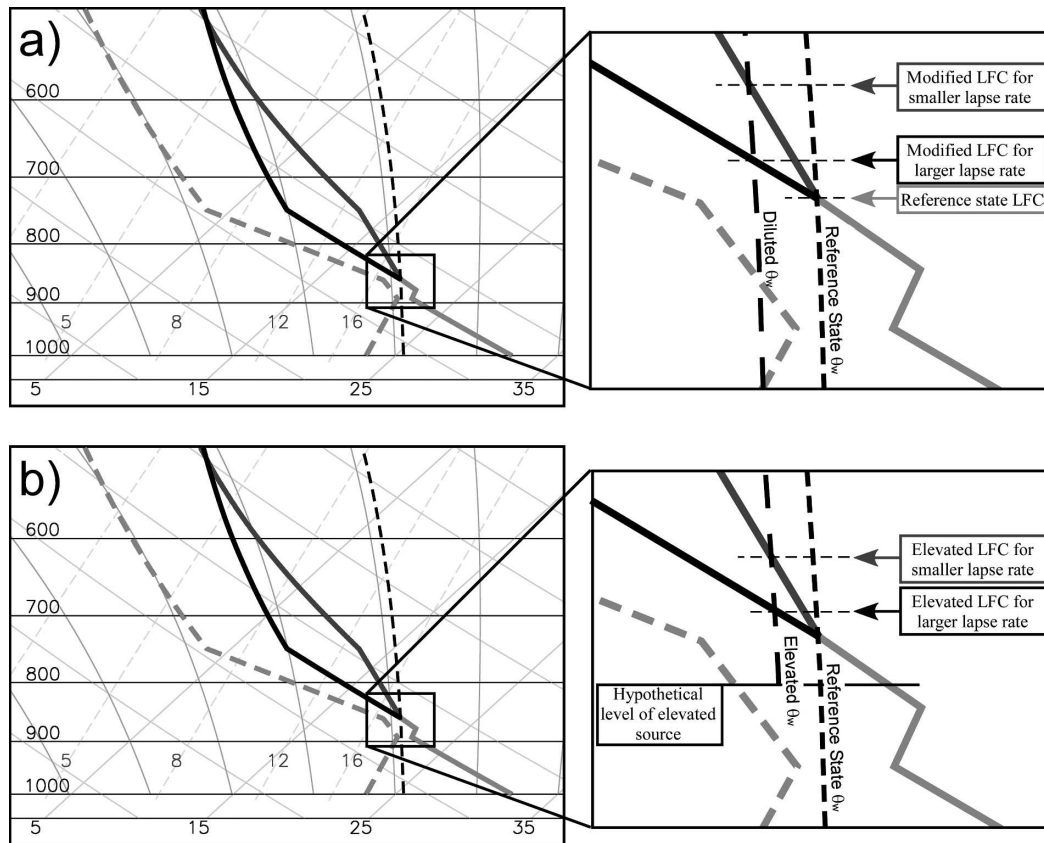 a)
600
700
800
900
5 8 12 16
1000
5 15 25 35
Modified LFC for
smaller lapse rate
Modified LFC for
larger lapse rate
Reference state LFC
Diluted θw
Reference State θw
b)
600
700
800
900
5 8 12 16
1000
5 15 25 35
Elevated LFC for
smaller lapse rate
Elevated LFC for
larger lapse rate
Elevated θw
Reference State θw
Hypothetical
level of elevated
source